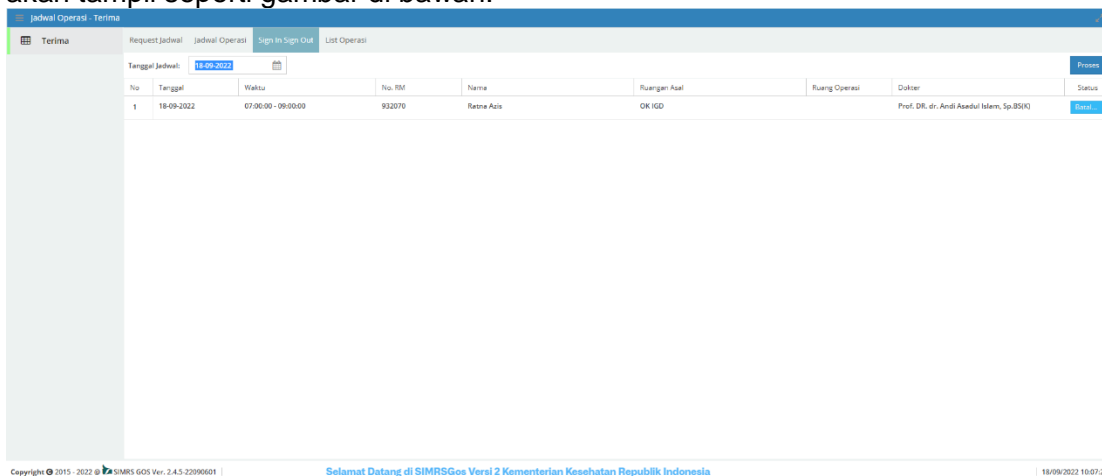 akan tampil seperti gambar di bawah.
Jadwal Operasi - Terima
Terima
Request Jadwal Jadwal Operasi Sign In Sign Out List Operasi
Tanggal Jadwal: 18-09-2022 Proses
No Tanggal Waktu No. RM Nama Ruangan Asal Ruang Operasi Dokter Status
1 18-09-2022 07:00:00 - 09:00:00 932070 Ratna Azis OK IGD Prof. DR. dr. Andi Asadul Islam, Sp.BS(K) Batal...
Copyright © 2015 - 2022 @ SIMRS GOS Ver. 2.4.5-22090601 Selamat Datang di SIMRSGos Versi 2 Kementerian Kesehatan Republik Indonesia 18/09/2022 10:07:2